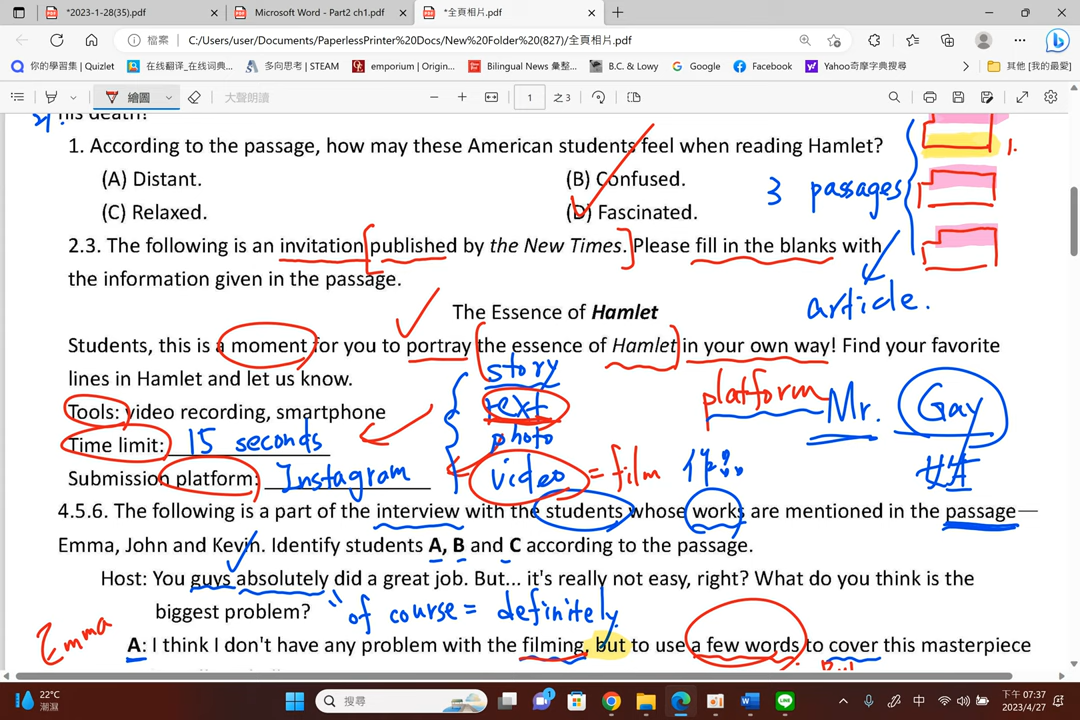 *2023-1-28(35).pdf
Microsoft Word - Part2 ch1.pdf
*全頁相片.pdf
檔案
C:/Users/user/Documents/PaperlessPrinter%20Docs/New%20Folder%20(827)/全頁相片.pdf
你的學習集 | Quizlet
在线翻译_在线词典...
多向思考 | STEAM
emporium | Origin...
Bilingual News 彙整...
B.C. & Lowy
Google
Facebook
Yahoo奇摩字典搜尋
其他 [我的最愛]
繪圖
大聲朗讀
1
之 3
his death?
1. According to the passage, how may these American students feel when reading Hamlet?
1.
(A) Distant.
(B) Confused.
3 passages
(C) Relaxed.
(D) Fascinated.
2.3. The following is an invitation [published by the New Times.] Please fill in the blanks with
the information given in the passage.
article.
The Essence of Hamlet
Students, this is a moment for you to portray (the essence of Hamlet) in your own way! Find your favorite
story
lines in Hamlet and let us know.
platform
Mr. Gay
Tools: video recording, smartphone
text
Time limit: 15 seconds
photo
Submission platform: Instagram
video = film
4.5.6. The following is a part of the interview with the students whose works are mentioned in the passage—
Emma, John and Kevin. Identify students A, B and C according to the passage.
Host: You guys absolutely did a great job. But... it's really not easy, right? What do you think is the
biggest problem?
" of course = definitely
Emma
A: I think I don't have any problem with the filming, but to use a few words to cover this masterpiece
22°C
潮濕
搜尋
1
中
下午 07:37
2023/4/27